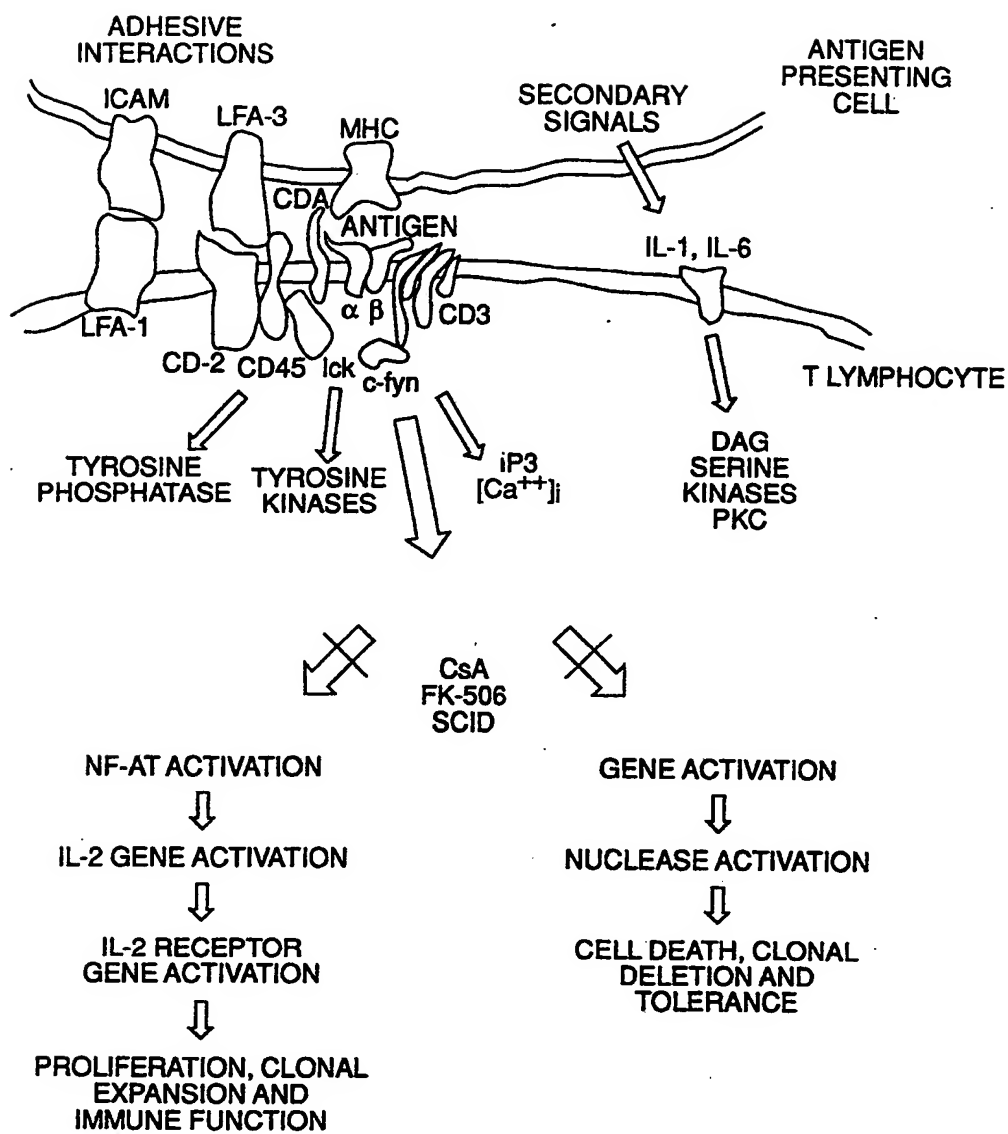 ADHESIVE
INTERACTIONS
ANTIGEN
PRESENTING
CELL
SECONDARY
SIGNALS
ICAM
LFA-3
MHC
CDA
ANTIGEN
IL-1, IL-6
α β
CD3
LFA-1
CD-2
CD45
lck
c-fyn
T LYMPHOCYTE
TYROSINE
PHOSPHATASE
TYROSINE
KINASES
iP3
[Ca++]i
DAG
SERINE
KINASES
PKC
CsA
FK-506
SCID
NF-AT ACTIVATION
IL-2 GENE ACTIVATION
IL-2 RECEPTOR
GENE ACTIVATION
PROLIFERATION, CLONAL
EXPANSION AND
IMMUNE FUNCTION
GENE ACTIVATION
NUCLEASE ACTIVATION
CELL DEATH, CLONAL
DELETION AND
TOLERANCE